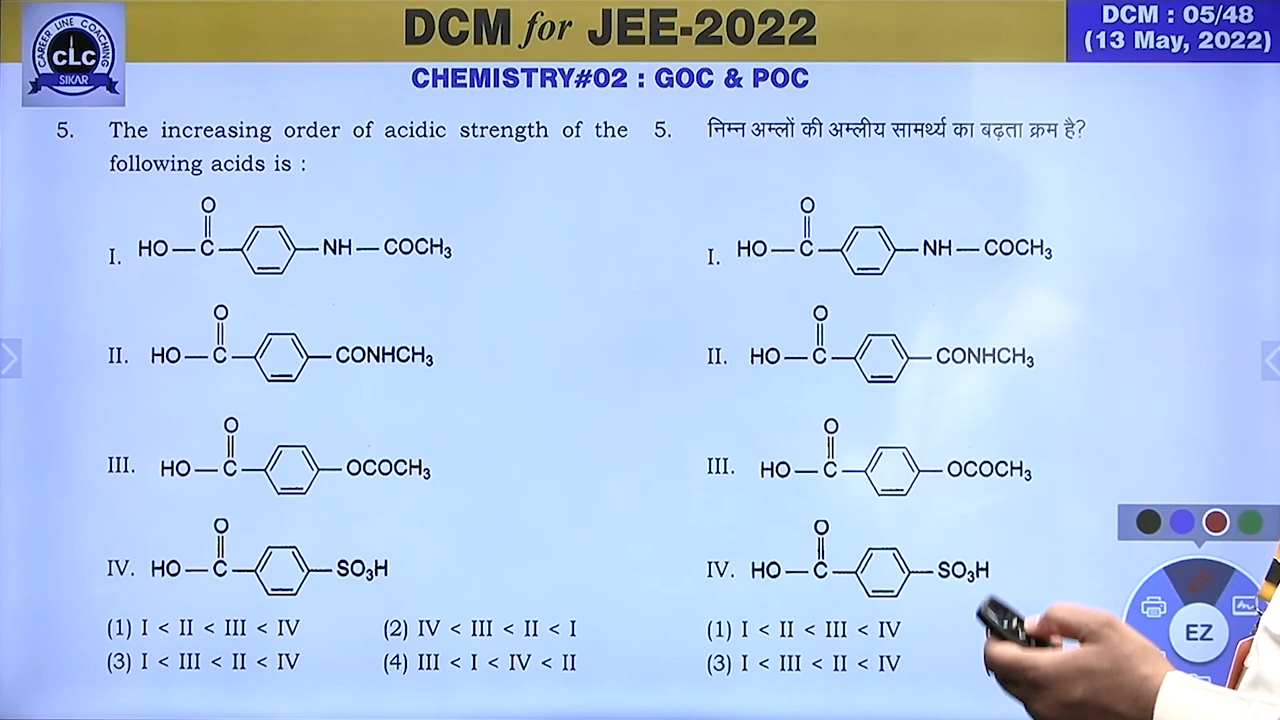 DCM for JEE-2022
DCM : 05/48
(13 May, 2022)
CAREER LINE COACHING
CLC
SIKAR
CHEMISTRY#02 : GOC & POC
5. The increasing order of acidic strength of the
following acids is :
O
I. HO—C—NH—COCH₃
O
II. HO—C—CONHCH₃
O
III. HO—C—OCOCH₃
O
IV. HO—C—SO₃H
(1) I < II < III < IV (2) IV < III < II < I
(3) I < III < II < IV (4) III < I < IV < II
5. निम्न अम्लों की अम्लीय सामर्थ्य का बढ़ता क्रम है?
O
I. HO—C—NH—COCH₃
O
II. HO—C—CONHCH₃
O
III. HO—C—OCOCH₃
O
IV. HO—C—SO₃H
(1) I < II < III < IV
(3) I < III < II < IV
EZ